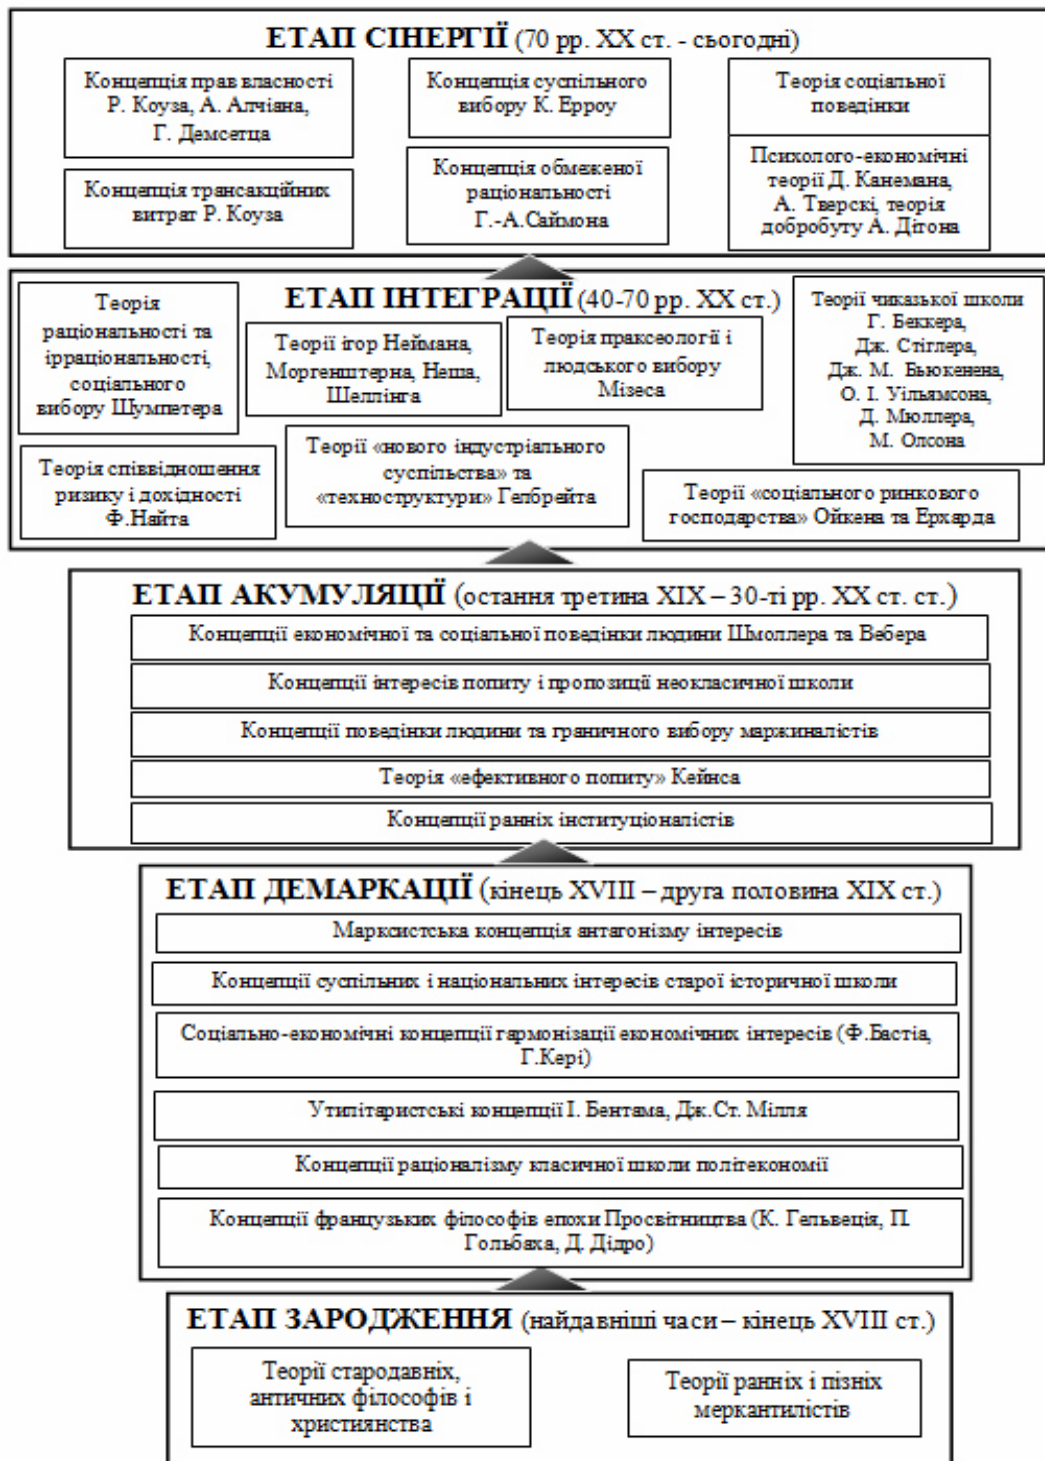 ЕТАП СІНЕРГІЇ (70 рр. ХХ ст. - сьогодні)
Концепція прав власності
Р. Коуза, А. Алчіана,
Г. Демсетца
Концепція суспільного
вибору К. Ерроу
Теорія соціальної
поведінки
Концепція трансакційних
витрат Р. Коуза
Концепція обмеженої
раціональності
Г.-А.Саймона
Психолого-економічні
теорії Д. Канемана,
А. Тверскі, теорія
добробуту А. Дітона
ЕТАП ІНТЕГРАЦІЇ (40-70 рр. ХХ ст.)
Теорія
раціональності та
ірраціональності,
соціального
вибору Шумпетера
Теорії ігор Неймана,
Моргенштерна, Неша,
Шеллінга
Теорія праксеології і
людського вибору
Мізеса
Теорії чиказької школи
Г. Беккера,
Дж. Стіглера,
Дж. М. Бьюкенена,
О. І. Уільямсона,
Д. Мюллера,
М. Олсона
Теорія співвідношення
ризику і дохідності
Ф.Найта
Теорії «нового індустріального
суспільства» та
«техноструктури» Гелбрейта
Теорії «соціального ринкового
господарства» Ойкена та Ерхарда
ЕТАП АКУМУЛЯЦІЇ (остання третина ХІХ – 30-ті рр. ХХ ст. ст.)
Концепції економічної та соціальної поведінки людини Шмоллера та Вебера
Концепції інтересів попиту і пропозиції неокласичної школи
Концепції поведінки людини та граничного вибору маржиналістів
Теорія «ефективного попиту» Кейнса
Концепції ранніх інституціоналістів
ЕТАП ДЕМАРКАЦІЇ (кінець XVIII – друга половина ХІХ ст.)
Марксистська концепція антагонізму інтересів
Концепції суспільних і національних інтересів старої історичної школи
Соціально-економічні концепції гармонізації економічних інтересів (Ф.Бастіа,
Г.Кері)
Утилітаристські концепції І. Бентама, Дж.Ст. Мілля
Концепції раціоналізму класичної школи політекономії
Концепції французьких філософів епохи Просвітництва (К. Гельвеція, П.
Гольбаха, Д. Дідро)
ЕТАП ЗАРОДЖЕННЯ (найдавніші часи – кінець XVIII ст.)
Теорії стародавніх,
античних філософів і
християнства
Теорії ранніх і пізніх
меркантилістів